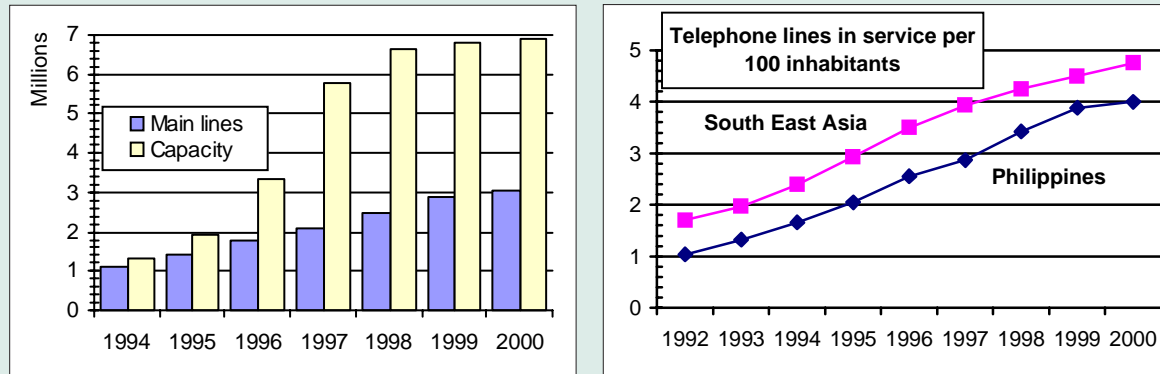 Millions
7
6
5
4
3
2
1
0
Main lines
Capacity
1994 1995 1996 1997 1998 1999 2000
Telephone lines in service per
100 inhabitants
5
4
3
2
1
0
South East Asia
Philippines
1992 1993 1994 1995 1996 1997 1998 1999 2000